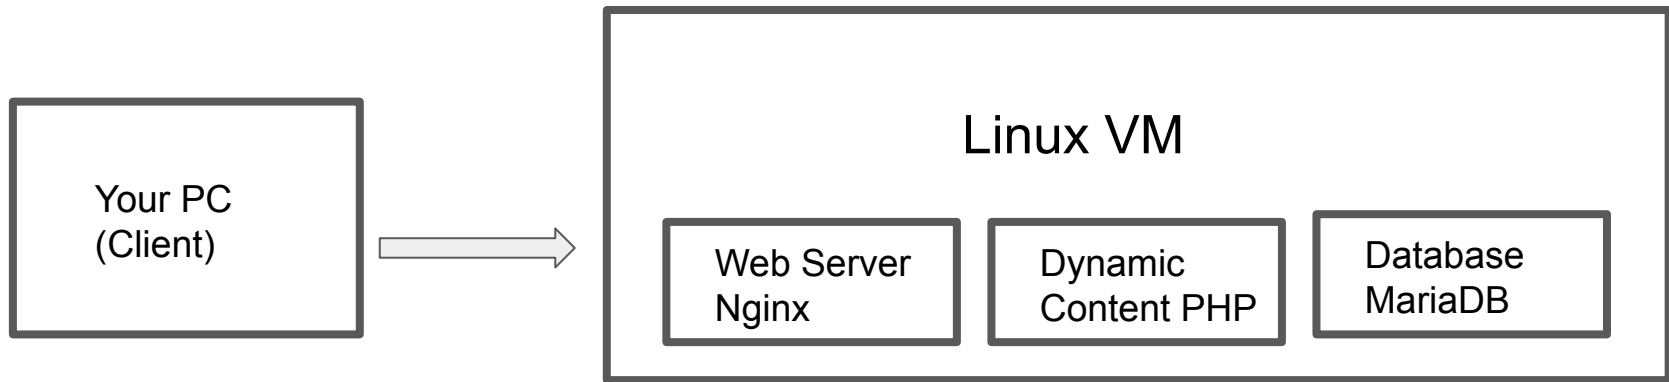 Your PC
(Client)
Linux VM
Web Server
Nginx
Dynamic
Content PHP
Database
MariaDB